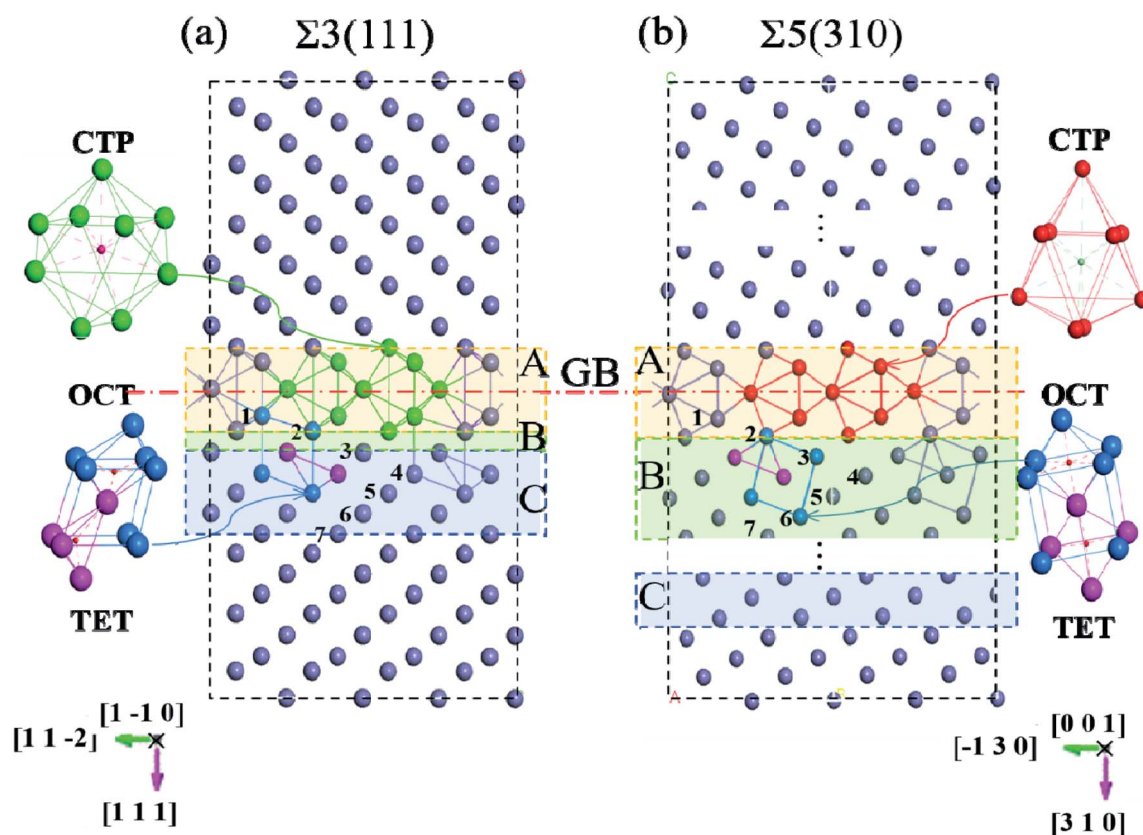 (a) Σ3(111)
CTP
A
GB
OCT
B
C
TET
1
2
3
4
5
6
7
[1 -1 0]
[1 1 -2]
[1 1 1]
(b) Σ5(310)
C
CTP
A
OCT
B
C
TET
1
2
3
4
5
6
7
A
[0 0 1]
[-1 3 0]
[3 1 0]